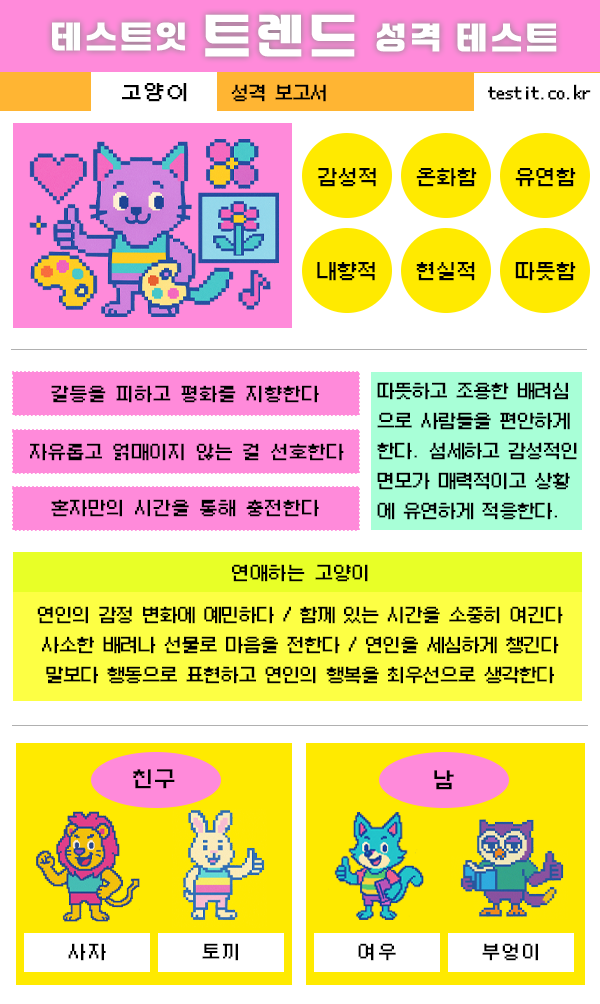 테스트잇 트렌드 성격 테스트
고양이 성격 보고서 testit.co.kr
감성적 온화함 유연함
내향적 현실적 따뜻함
갈등을 피하고 평화를 지향한다
자유롭고 얽매이지 않는 걸 선호한다
혼자만의 시간을 통해 충전한다
따뜻하고 조용한 배려심
으로 사람들을 편안하게
한다. 섬세하고 감성적인
면모가 매력적이고 상황
에 유연하게 적응한다.
연애하는 고양이
연인의 감정 변화에 예민하다 / 함께 있는 시간을 소중히 여긴다
사소한 배려나 선물로 마음을 전한다 / 연인을 세심하게 챙긴다
말보다 행동으로 표현하고 연인의 행복을 최우선으로 생각한다
친구
사자 토끼
남
여우 부엉이